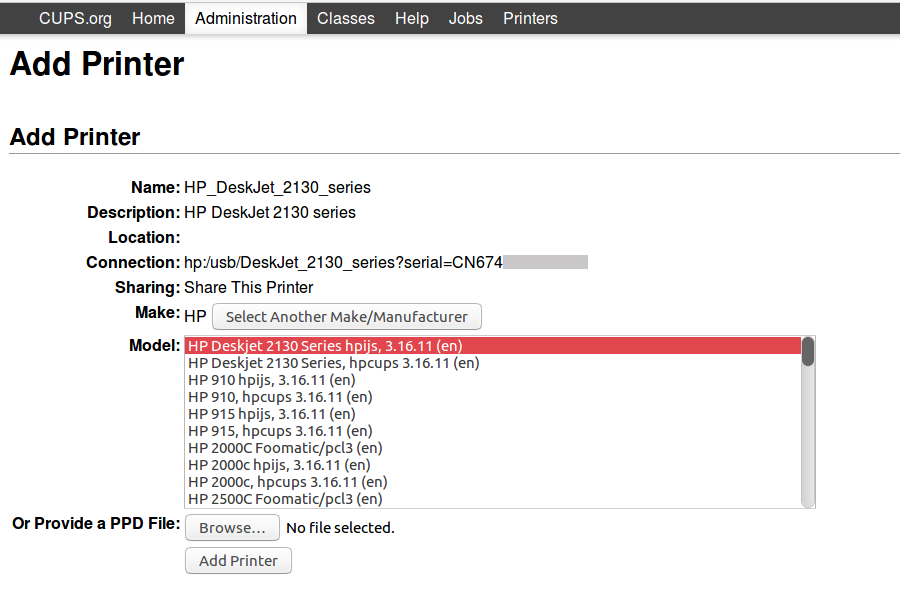 CUPS.org Home Administration Classes Help Jobs Printers
Add Printer
Add Printer
Name: HP_DeskJet_2130_series
Description: HP DeskJet 2130 series
Location:
Connection: hp:/usb/DeskJet_2130_series?serial=CN674
Sharing: Share This Printer
Make: HP Select Another Make/Manufacturer
Model: HP Deskjet 2130 Series hpijs, 3.16.11 (en)
HP Deskjet 2130 Series, hpcups 3.16.11 (en)
HP 910 hpijs, 3.16.11 (en)
HP 910, hpcups 3.16.11 (en)
HP 915 hpijs, 3.16.11 (en)
HP 915, hpcups 3.16.11 (en)
HP 2000C Foomatic/pcl3 (en)
HP 2000c hpijs, 3.16.11 (en)
HP 2000c, hpcups 3.16.11 (en)
HP 2500C Foomatic/pcl3 (en)
Or Provide a PPD File: Browse... No file selected.
Add Printer